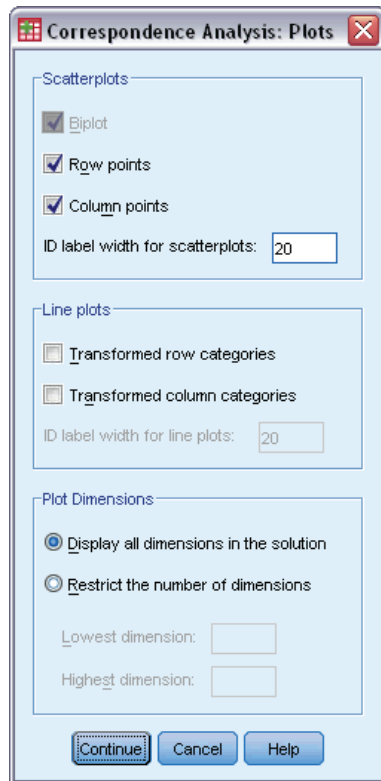 Correspondence Analysis: Plots
Scatterplots
Biplot
Row points
Column points
ID label width for scatterplots: 20
Line plots
Transformed row categories
Transformed column categories
ID label width for line plots: 20
Plot Dimensions
Display all dimensions in the solution
Restrict the number of dimensions
Lowest dimension:
Highest dimension:
Continue Cancel Help